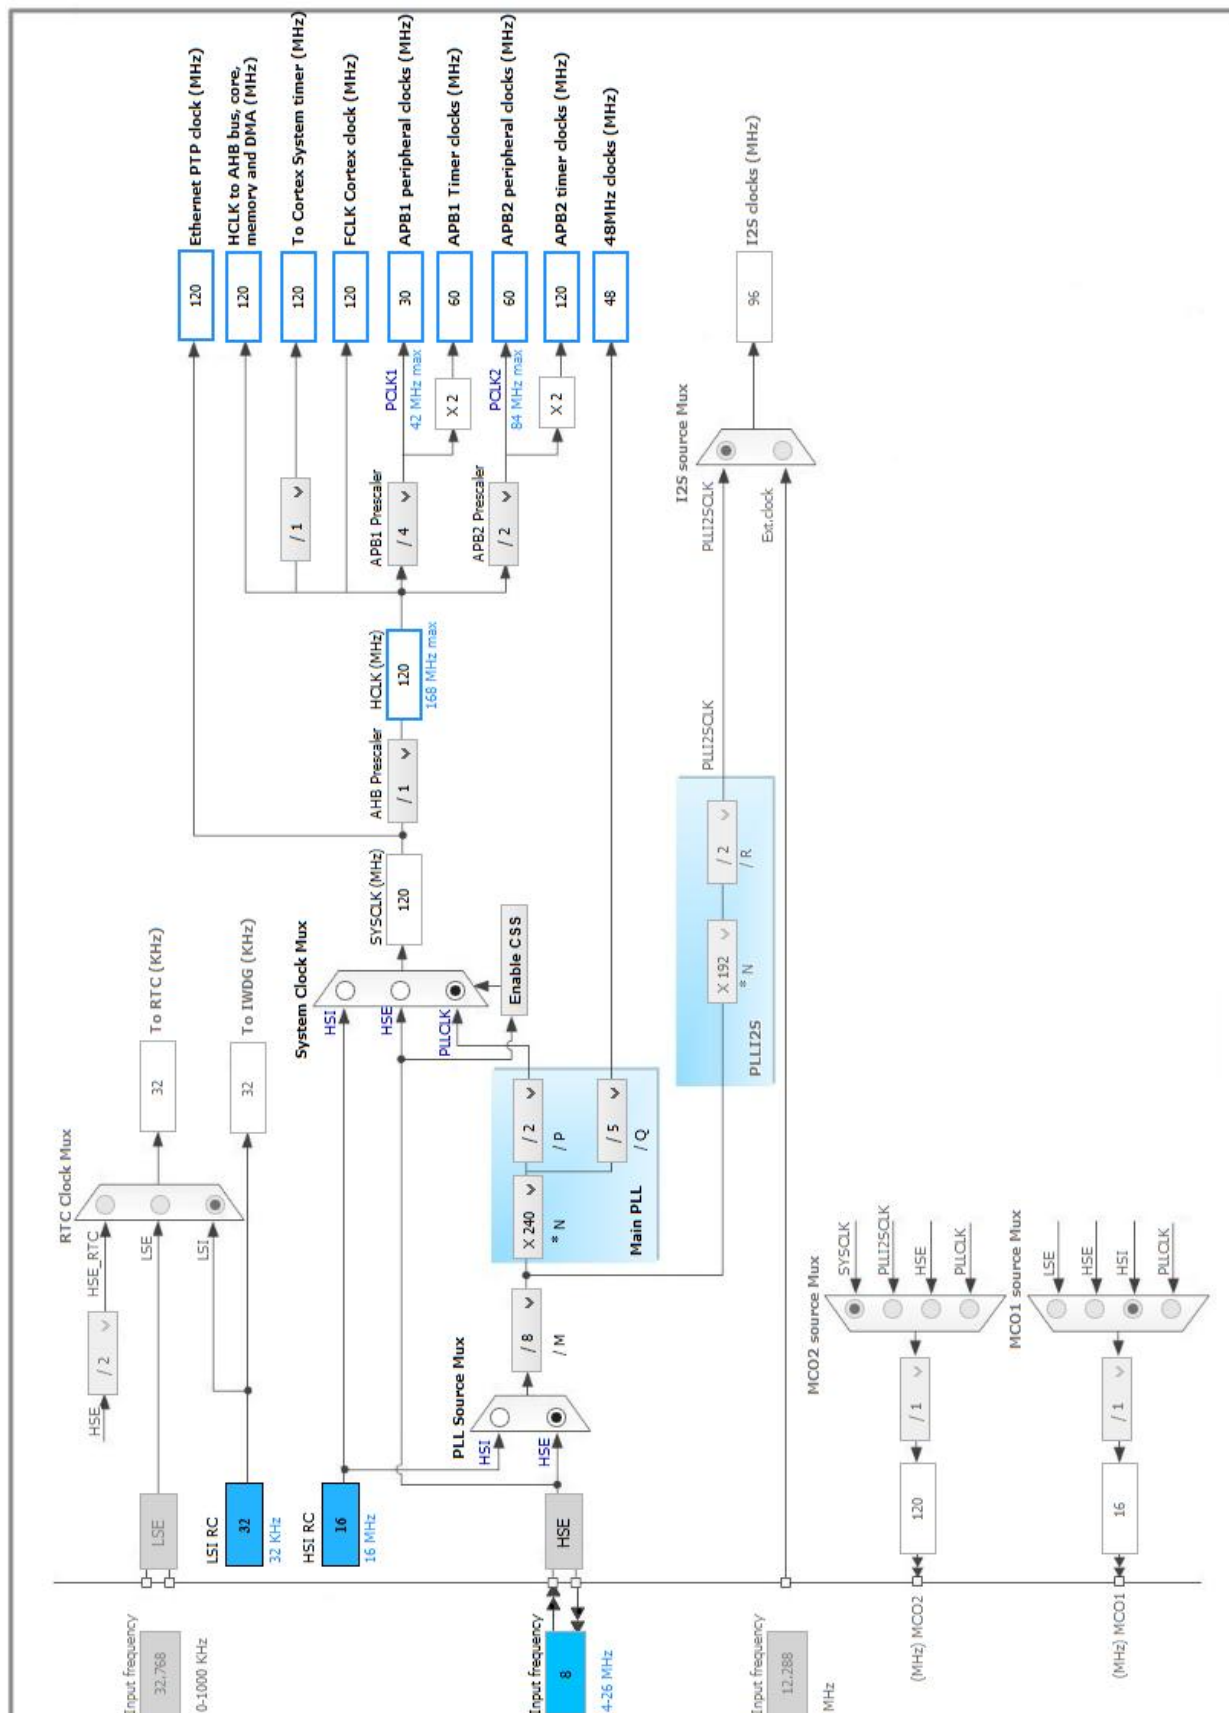 Input frequency
32.768
0-1000 KHz
LSE
HSE
/ 2
HSE_RTC
LSE
LSI
RTC Clock Mux
32
To RTC (KHz)
LSI RC
32
32 KHz
32
To IWDG (KHz)
HSI RC
16
16 MHz
Input frequency
8
4-26 MHz
HSE
PLL Source Mux
HSI
HSE
/ 8
/ M
X 240
* N
/ 2
/ P
/ 5
/ Q
Main PLL
System Clock Mux
HSI
HSE
PLLCLK
Enable CSS
SYSCLK (MHz)
120
AHB Prescaler
/ 1
HCLK (MHz)
120
168 MHz max
/ 1
APB1 Prescaler
/ 4
PCLK1
42 MHz max
X 2
APB2 Prescaler
/ 2
PCLK2
84 MHz max
X 2
120
Ethernet PTP clock (MHz)
120
HCLK to AHB bus, core,
memory and DMA (MHz)
120
To Cortex System timer (MHz)
120
FCLK Cortex clock (MHz)
30
APB1 peripheral clocks (MHz)
60
APB1 Timer clocks (MHz)
60
APB2 peripheral clocks (MHz)
120
APB2 timer clocks (MHz)
48
48MHz clocks (MHz)
X 192
* N
/ 2
/ R
PLLI2S
PLLI2SCLK
PLLI2SCLK
Ext.clock
I2S source Mux
96
I2S clocks (MHz)
Input frequency
12.288
MHz
(MHz) MCO2
120
/ 1
MCO2 source Mux
SYSCLK
PLLI2SCLK
HSE
PLLCLK
(MHz) MCO1
16
/ 1
MCO1 source Mux
LSE
HSE
HSI
PLLCLK